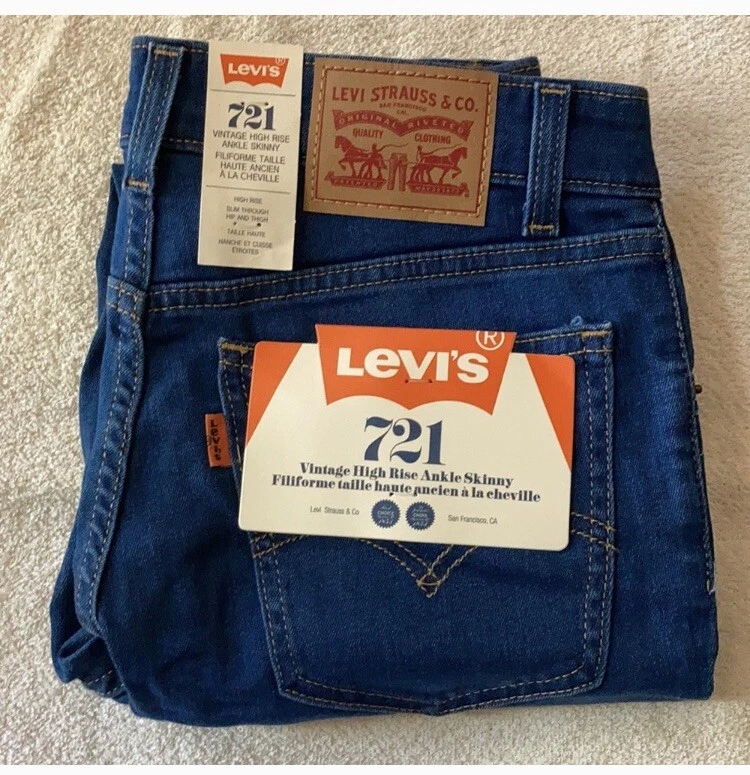 LEVI'S®
721
VINTAGE HIGH RISE
ANKLE SKINNY
FILIFORME TAILLE
HAUTE ANCIEN
À LA CHEVILLE
HIGH RISE
SLIM THROUGH
HIP AND THIGH
TAILLE HAUTE
HANCHE ET CUISSE
ÉTROITES
LEVI STRAUSS & CO.
SAN FRANCISCO
CAL.
ORIGINAL RIVETED
QUALITY CLOTHING
LEVI'S
LEVI'S®
721
Vintage High Rise Ankle Skinny
Filiforme taille haute ancien à la cheville
Levi Strauss & Co
San Francisco, CA